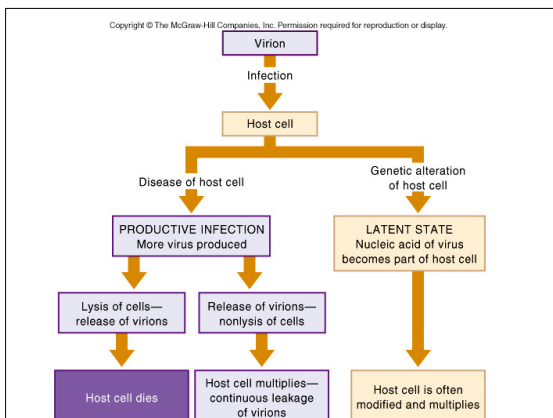 Copyright © The McGraw-Hill Companies, Inc. Permission required for reproduction or display.
Virion
Infection
Host cell
Disease of host cell
Genetic alteration
of host cell
PRODUCTIVE INFECTION
More virus produced
LATENT STATE
Nucleic acid of virus
becomes part of host cell
Lysis of cells—
release of virions
Release of virions—
nonlysis of cells
Host cell dies
Host cell multiplies—
continuous leakage
of virions
Host cell is often
modified and multiplies